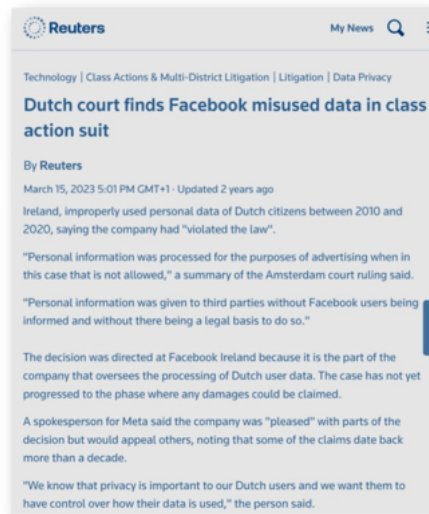 Reuters
My News
Technology | Class Actions & Multi-District Litigation | Litigation | Data Privacy
Dutch court finds Facebook misused data in class
action suit
By Reuters
March 15, 2023 5:01 PM GMT+1 · Updated 2 years ago
Ireland, improperly used personal data of Dutch citizens between 2010 and
2020, saying the company had "violated the law".
"Personal information was processed for the purposes of advertising when in
this case that is not allowed," a summary of the Amsterdam court ruling said.
"Personal information was given to third parties without Facebook users being
informed and without there being a legal basis to do so."
The decision was directed at Facebook Ireland because it is the part of the
company that oversees the processing of Dutch user data. The case has not yet
progressed to the phase where any damages could be claimed.
A spokesperson for Meta said the company was "pleased" with parts of the
decision but would appeal others, noting that some of the claims date back
more than a decade.
"We know that privacy is important to our Dutch users and we want them to
have control over how their data is used," the person said.